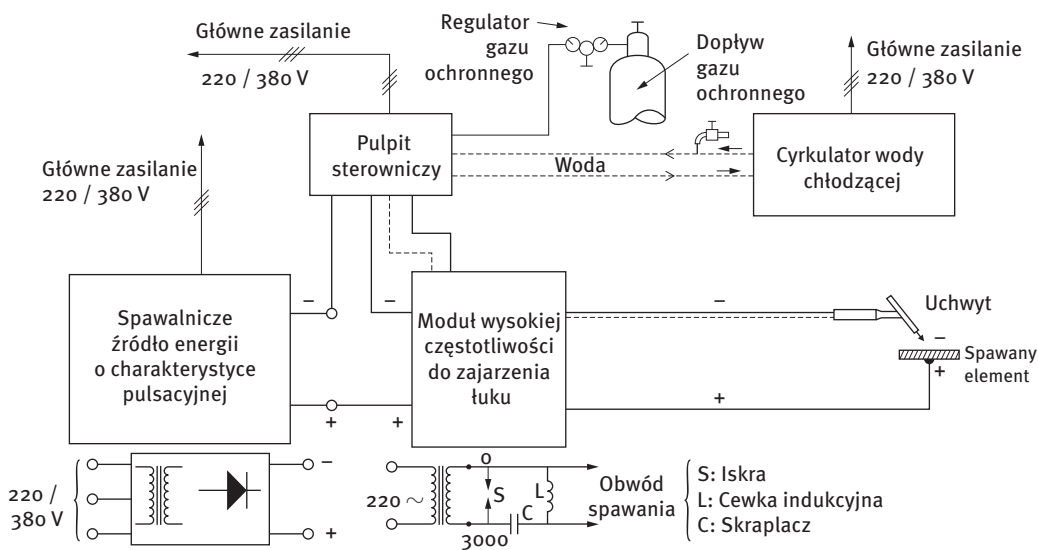 Główne zasilanie
220 / 380 V
Regulator
gazu
ochronnego
Dopływ
gazu
ochronnego
Główne zasilanie
220 / 380 V
Główne zasilanie
220 / 380 V
Pulpit
sterowniczy
Woda
Cyrkulator wody
chłodzącej
Spawalnicze
źródło energii
o charakterystyce
pulsacyjnej
–
+
–
+
Moduł wysokiej
częstotliwości
do zajarzenia
łuku
–
+
Uchwyt
–
+
Spawany
element
220 /
380 V
–
+
220 ~
0
S
L
C
3000
Obwód
spawania
S: Iskra
L: Cewka indukcyjna
C: Skraplacz